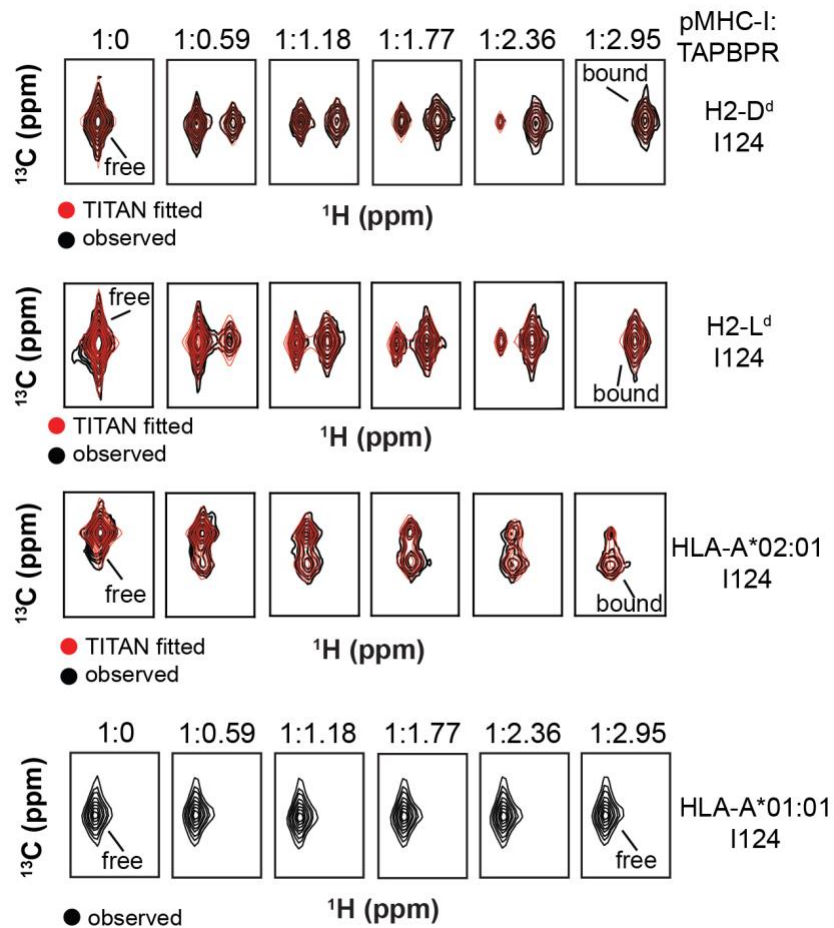 pMHC-I:
1:0 1:0.59 1:1.18 1:1.77 1:2.36 1:2.95 TAPBPR
¹³C (ppm)
free
bound
H2-Dᵈ
I124
TITAN fitted
observed
¹H (ppm)
¹³C (ppm)
free
bound
H2-Lᵈ
I124
TITAN fitted
observed
¹H (ppm)
¹³C (ppm)
free
bound
HLA-A*02:01
I124
TITAN fitted
observed
¹H (ppm)
1:0 1:0.59 1:1.18 1:1.77 1:2.36 1:2.95
¹³C (ppm)
free
free
HLA-A*01:01
I124
observed
¹H (ppm)